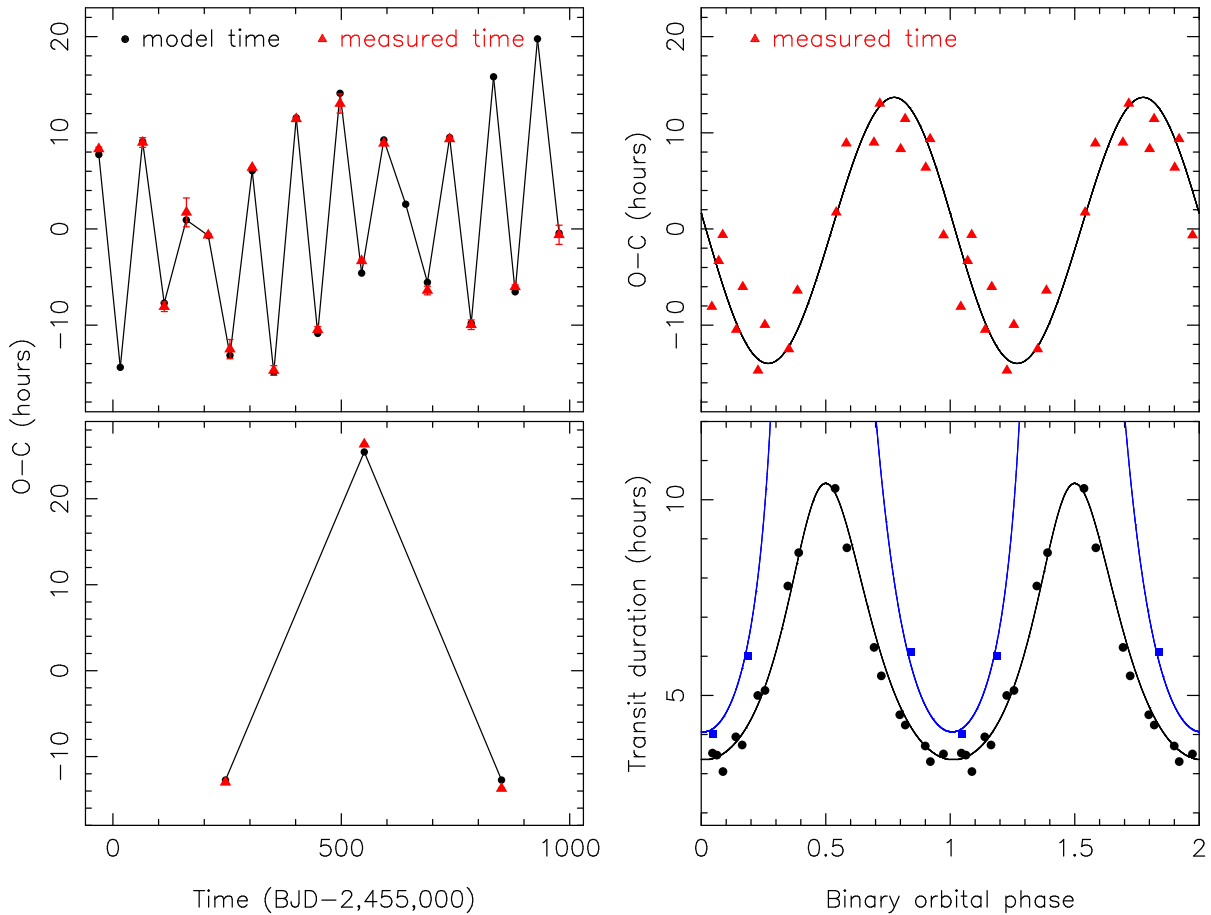 model time
measured time
20
10
0
−10
O−C (hours)
20
10
0
−10
0
500
1000
Time (BJD−2,455,000)
measured time
20
10
0
−10
O−C (hours)
10
5
Transit duration (hours)
0
0.5
1
1.5
2
Binary orbital phase